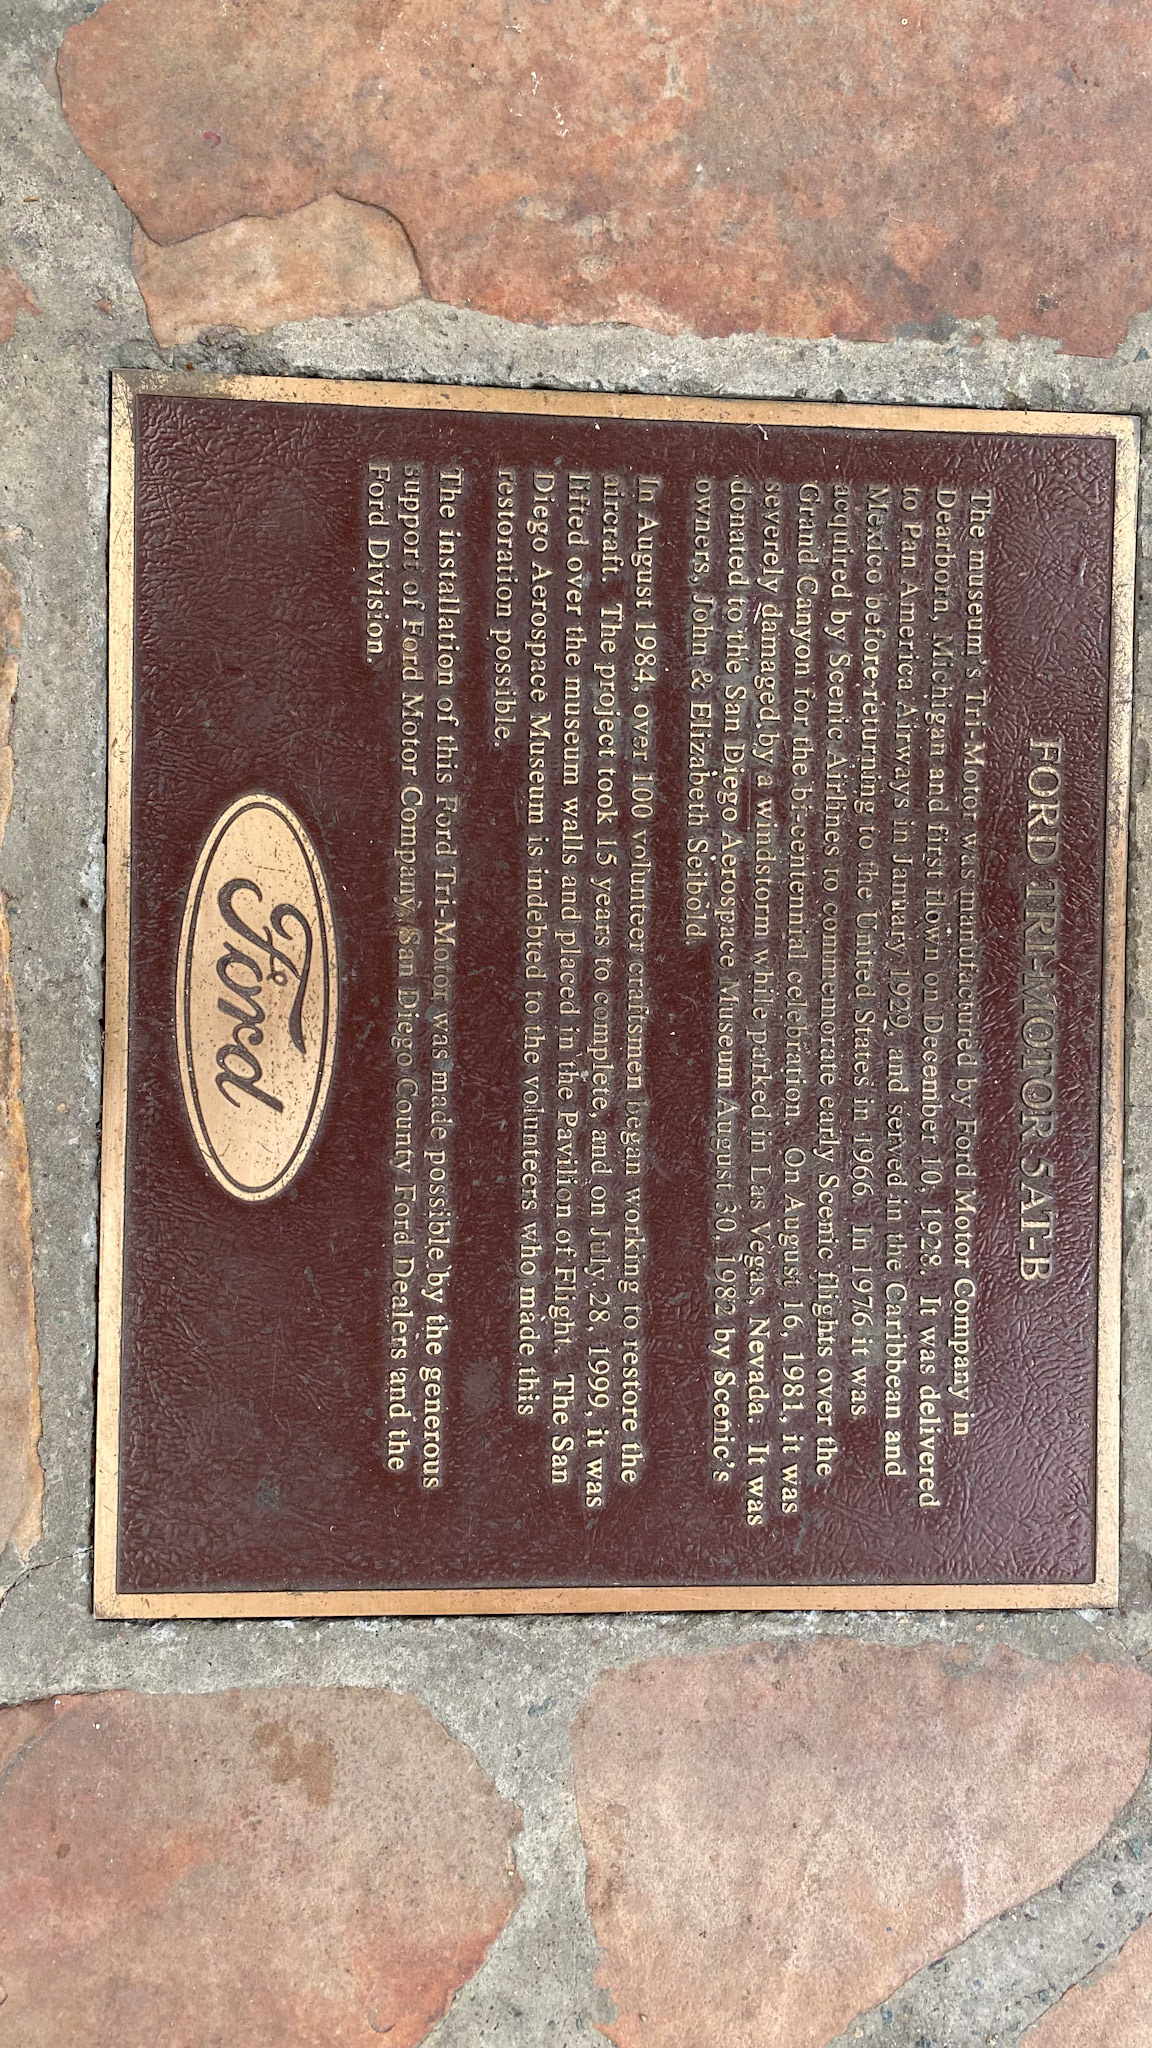 FORD TRI-MOTOR 5AT-B
The museum's Tri-Motor was manufactured by Ford Motor Company in
Dearborn, Michigan and first flown on December 10, 1928. It was delivered
to Pan America Airways in January 1929, and served in the Caribbean and
Mexico before returning to the United States in 1966. In 1976 it was
acquired by Scenic Airlines to commemorate early Scenic flights over the
Grand Canyon for the bi-centennial celebration. On August 16, 1981, it was
severely damaged by a windstorm while parked in Las Vegas, Nevada. It was
donated to the San Diego Aerospace Museum August 30, 1982 by Scenic's
owners, John & Elizabeth Seibold.
In August 1984, over 100 volunteer craftsmen began working to restore the
aircraft. The project took 15 years to complete, and on July 28, 1999, it was
lifted over the museum walls and placed in the Pavilion of Flight. The San
Diego Aerospace Museum is indebted to the volunteers who made this
restoration possible.
The installation of this Ford Tri-Motor was made possible by the generous
support of Ford Motor Company, San Diego County Ford Dealers and the
Ford Division.
Ford